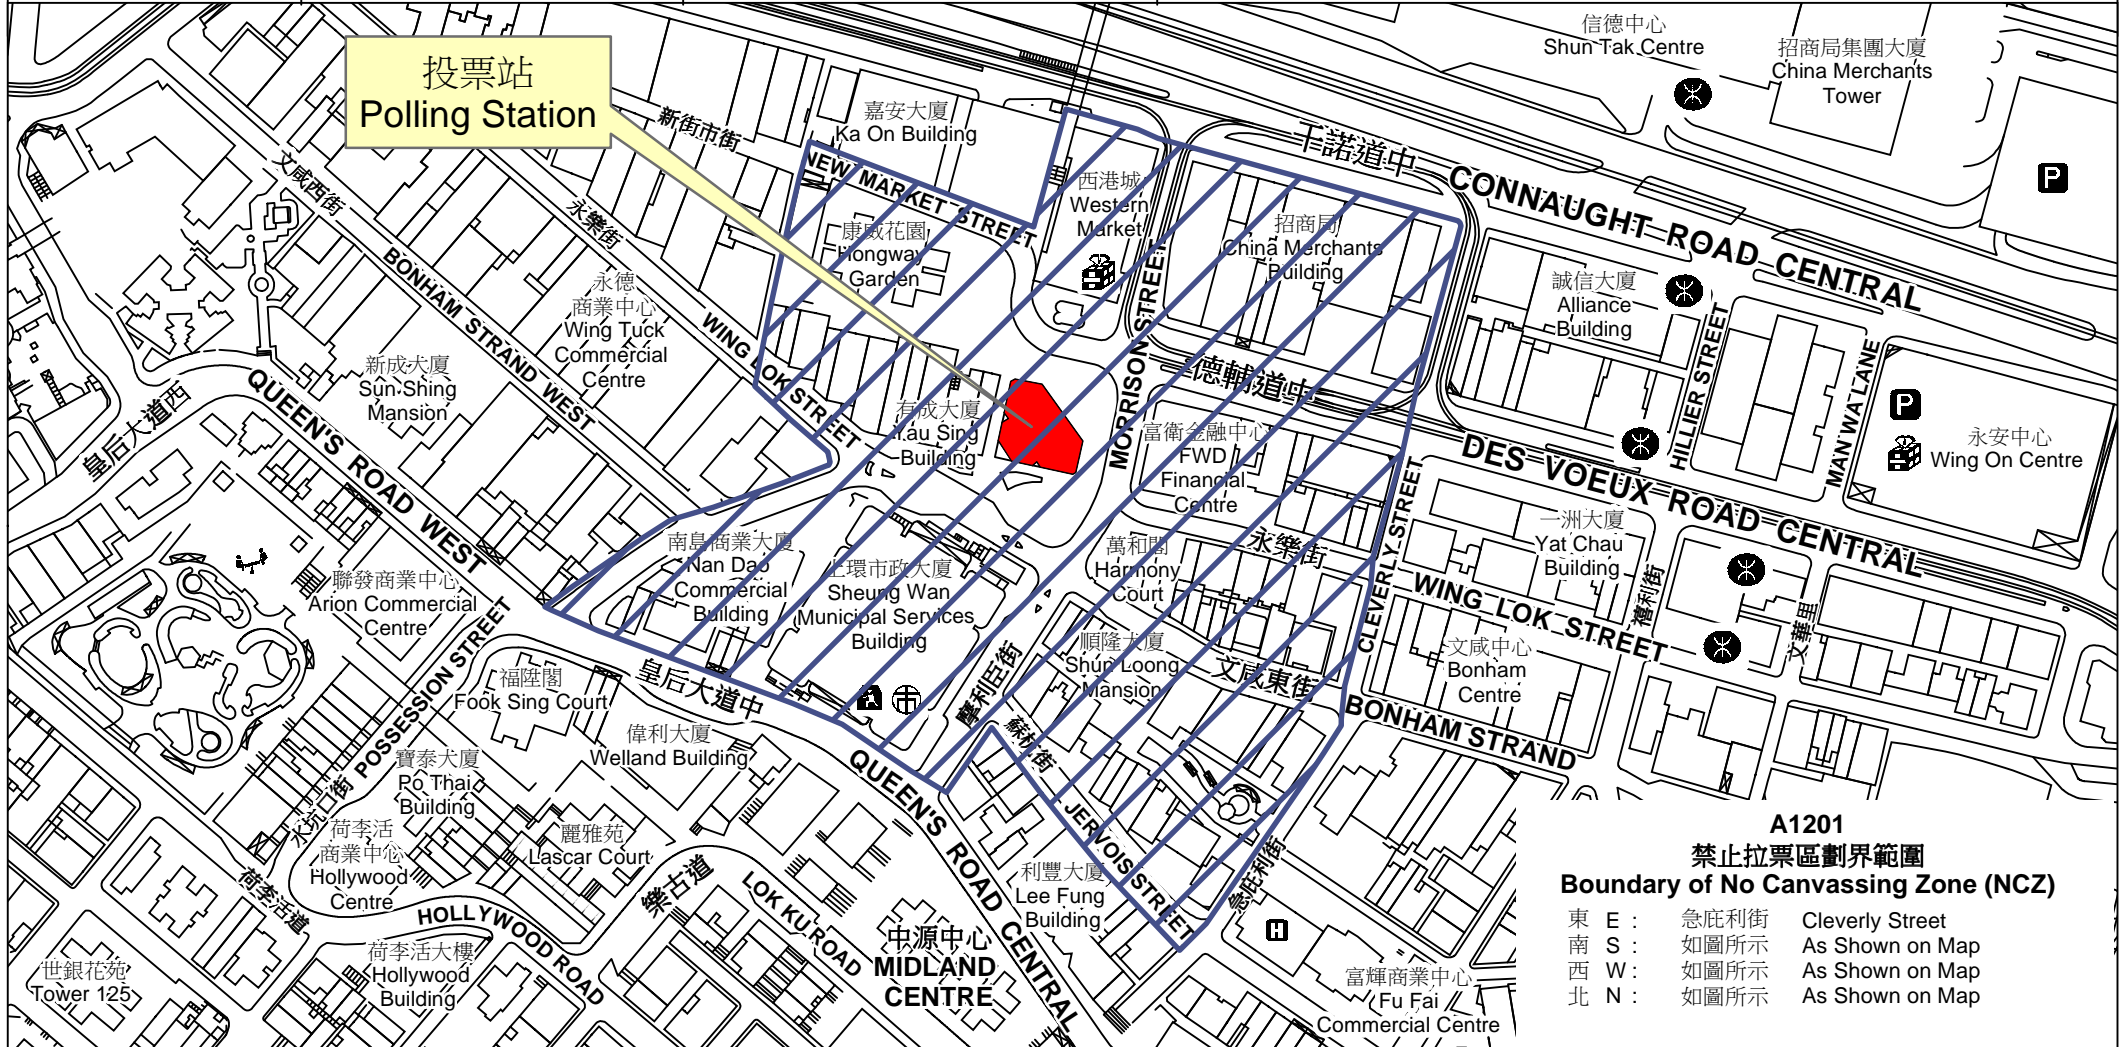 信德中心
Shun Tak Centre
招商局集團大廈
China Merchants
Tower
投票站
Polling Station
嘉安大廈
Ka On Building
新街市街
NEW MARKET STREET
干諾道中
CONNAUGHT ROAD CENTRAL
P
文咸西街
永樂街
西港城
Western
Market
康威花園
Hongway
Garden
招商局
China Merchants
Building
誠信大廈
Alliance
Building
永德
商業中心
Wing Tuck
Commercial
Centre
BONHAM STRAND WEST
WING LOK STREET
MORRISON STREET
HILLIER STREET
MAN WA LANE
新成大廈
Sun Shing
Mansion
皇后大道西
QUEEN'S ROAD WEST
有成大廈
Yau Sing
Building
德輔道中
DES VOEUX ROAD CENTRAL
富衛金融中心
FWD
Financial
Centre
P
永安中心
Wing On Centre
南島商業大廈
Nan Dao
Commercial
Building
上環市政大廈
Sheung Wan
Municipal Services
Building
萬和閣
Harmony
Court
永樂街
CLEVERLY STREET
一洲大廈
Yat Chau
Building
WING LOK STREET
禧利街
文華里
聯發商業中心
Arion Commercial
Centre
POSSESSION STREET
水坑口街
福陞閣
Fook Sing Court
皇后大道中
偉利大廈
Welland Building
摩利臣街
順隆大廈
Shun Loong
Mansion
文咸東街
BONHAM STRAND
文咸中心
Bonham
Centre
市
蘇杭街
JERVOIS STREET
寶泰大廈
Po Thai
Building
荷李活
商業中心
Hollywood
Centre
麗雅苑
Lascar Court
樂古道
LOK KU ROAD
QUEEN'S ROAD CENTRAL
利豐大廈
Lee Fung
Building
急庇利街
H
荷李活道
HOLLYWOOD ROAD
荷李活大樓
Hollywood
Building
世銀花苑
Tower 125
中源中心
MIDLAND
CENTRE
富輝商業中心
Fu Fai
Commercial Centre
A1201
禁止拉票區劃界範圍
Boundary of No Canvassing Zone (NCZ)
東 E : 急庇利街 Cleverly Street
南 S : 如圖所示 As Shown on Map
西 W : 如圖所示 As Shown on Map
北 N : 如圖所示 As Shown on Map